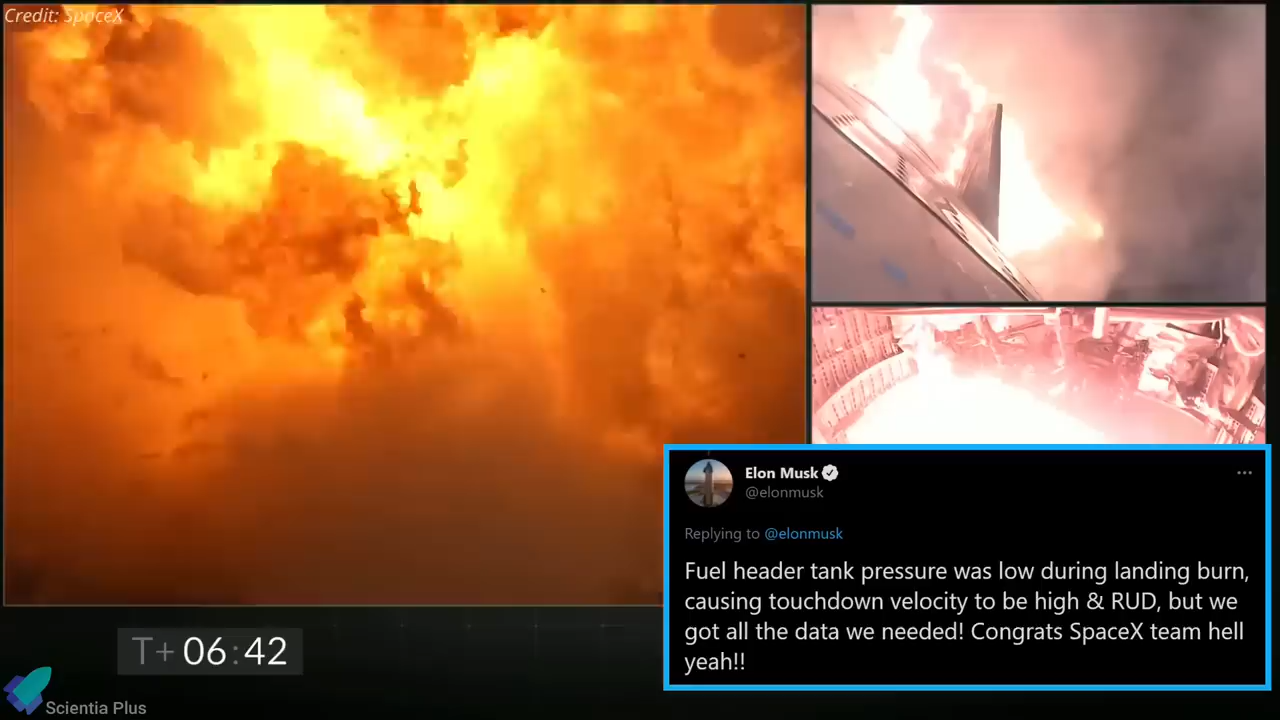 Credit: SpaceX
Elon Musk
@elonmusk
Replying to @elonmusk
Fuel header tank pressure was low during landing burn,
causing touchdown velocity to be high & RUD, but we
got all the data we needed! Congrats SpaceX team hell
yeah!!
T+ 06:42
Scientia Plus